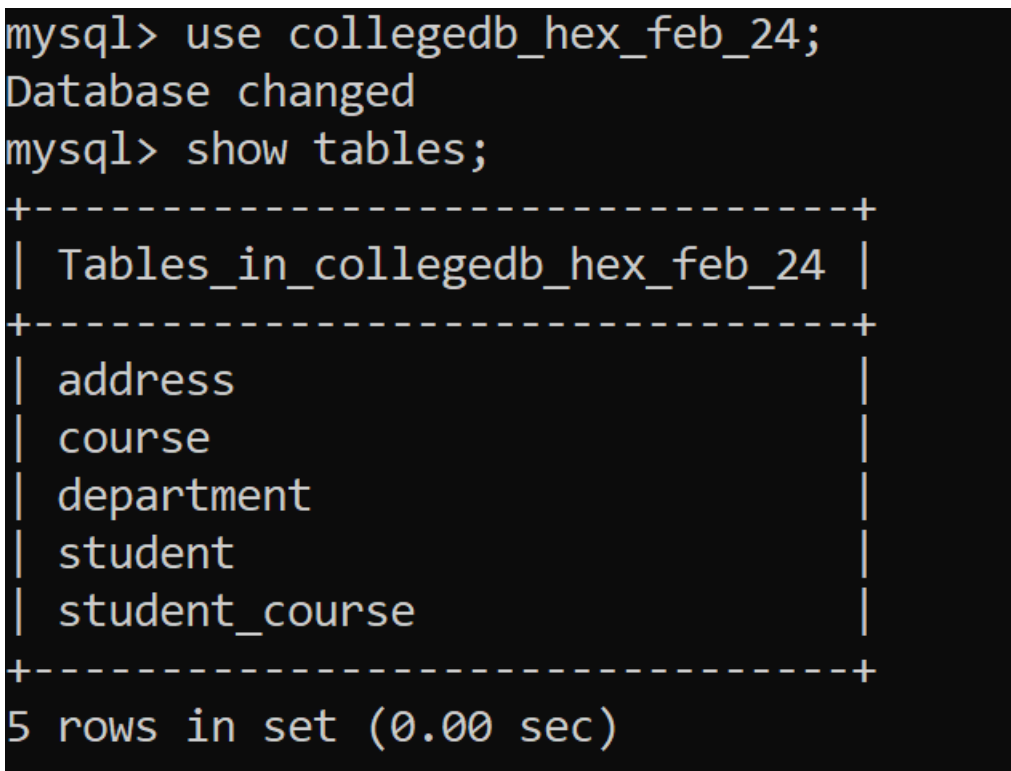 mysql> use collegedb_hex_feb_24;
Database changed
mysql> show tables;
+--------------------------------+
| Tables_in_collegedb_hex_feb_24 |
+--------------------------------+
| address                        |
| course                         |
| department                     |
| student                        |
| student_course                 |
+--------------------------------+
5 rows in set (0.00 sec)